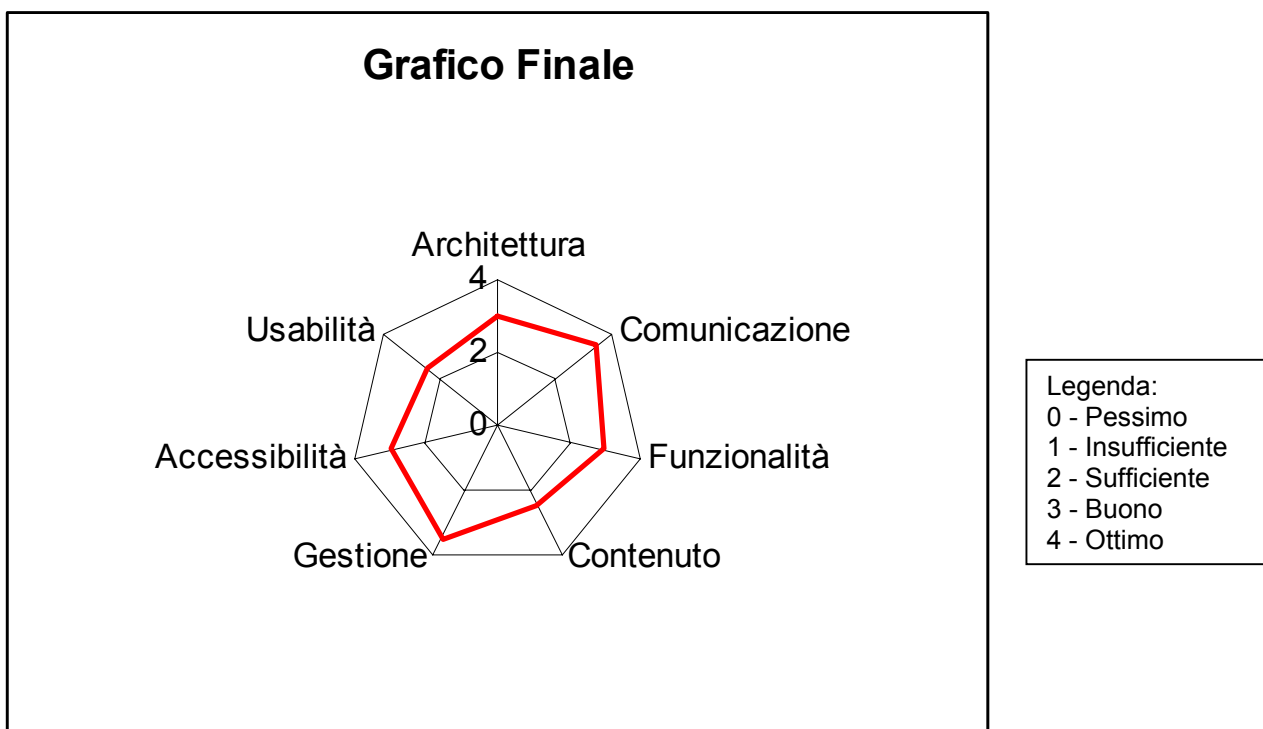 Grafico Finale
Architettura
4
Usabilità
Comunicazione
2
0
Accessibilità
Funzionalità
Gestione
Contenuto
Legenda:
0 - Pessimo
1 - Insufficiente
2 - Sufficiente
3 - Buono
4 - Ottimo